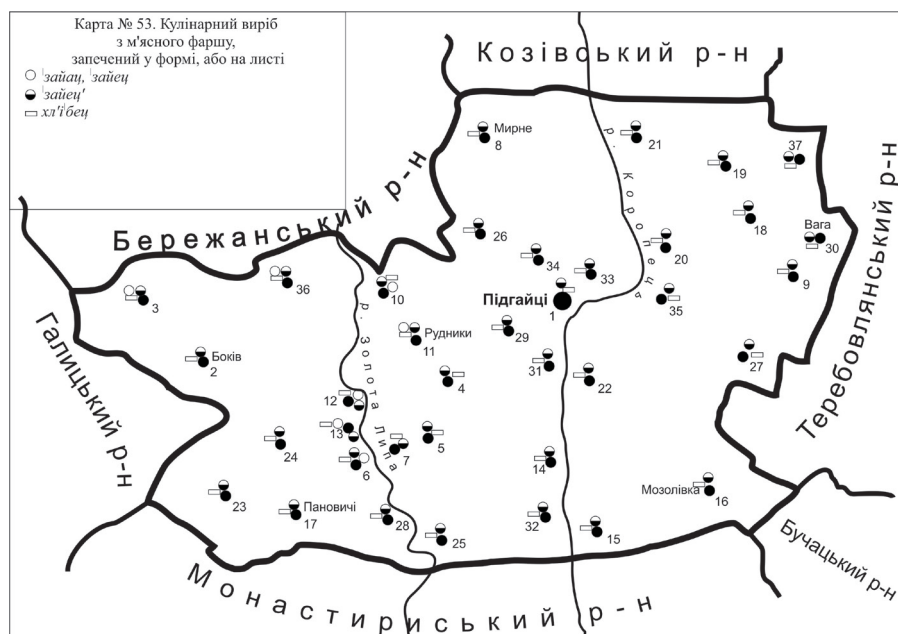 Карта № 53. Кулінарний виріб
з м'ясного фаршу,
запечений у формі, або на листі
ˈзайац, ˈзайец
ˈзайец'
хл'іˈбец
Козівський р-н
Бережанський р-н
Галицький р-н
Теребовлянський р-н
Бучацький р-н
Монастириський р-н
р. Коропець
р. Золота Липа
Мирне
8
21
19
37
18
Вага
30
26
34
33
20
9
36
10
3
Підгайці
1
35
Рудники
11
29
Боків
2
31
27
4
22
12
13
5
24
7
6
14
Мозолівка
16
23
Пановичі
17
28
32
15
25